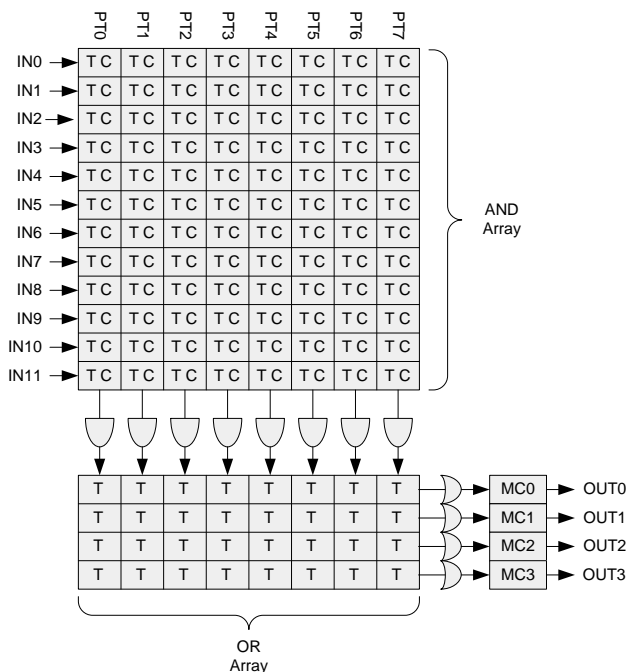 PT0 PT1 PT2 PT3 PT4 PT5 PT6 PT7
IN0 T C T C T C T C T C T C T C T C
IN1 T C T C T C T C T C T C T C T C
IN2 T C T C T C T C T C T C T C T C
IN3 T C T C T C T C T C T C T C T C
IN4 T C T C T C T C T C T C T C T C
IN5 T C T C T C T C T C T C T C T C
IN6 T C T C T C T C T C T C T C T C
IN7 T C T C T C T C T C T C T C T C
IN8 T C T C T C T C T C T C T C T C
IN9 T C T C T C T C T C T C T C T C
IN10 T C T C T C T C T C T C T C T C
IN11 T C T C T C T C T C T C T C T C
AND
Array
T T T T T T T T MC0 OUT0
T T T T T T T T MC1 OUT1
T T T T T T T T MC2 OUT2
T T T T T T T T MC3 OUT3
OR
Array